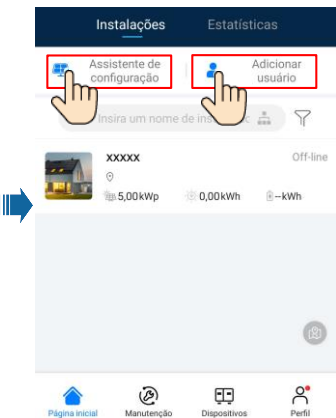 Instalações Estatísticas
Assistente de configuração
Adicionar usuário
Insira um nome de ins
xxxxx Off-line
5,00kWp 0,00kWh --kWh
Página inicial Manutenção Dispositivos Perfil